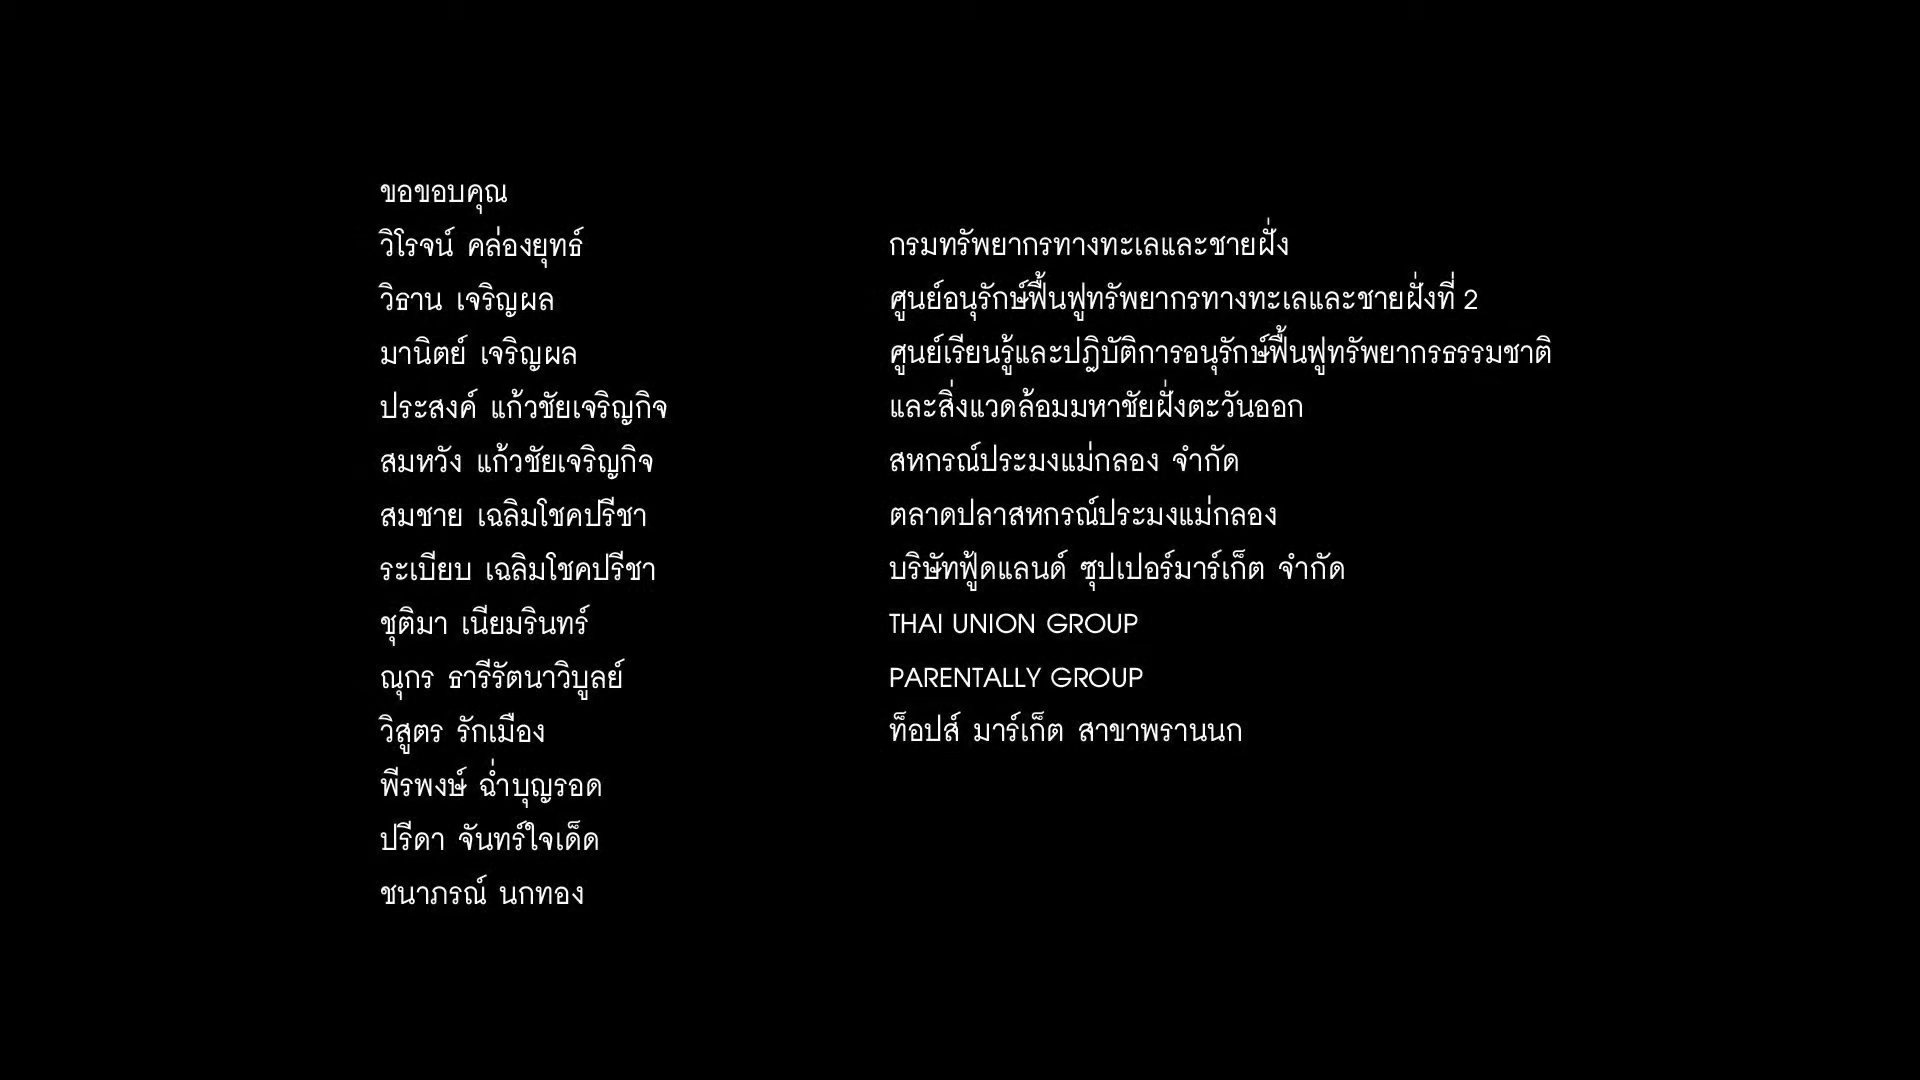 ขอขอบคุณ
วิโรจน์ คล่องยุทธ์
วิธาน เจริญผล
มานิตย์ เจริญผล
ประสงค์ แก้วชัยเจริญกิจ
สมหวัง แก้วชัยเจริญกิจ
สมชาย เฉลิมโชคปรีชา
ระเบียบ เฉลิมโชคปรีชา
ชุติมา เนียมรินทร์
ณุกร ธารีรัตนาวิบูลย์
วิสูตร รักเมือง
พีรพงษ์ ฉ่ำบุญรอด
ปรีดา จันทร์ใจเด็ด
ชนาภรณ์ นกทอง
กรมทรัพยากรทางทะเลและชายฝั่ง
ศูนย์อนุรักษ์ฟื้นฟูทรัพยากรทางทะเลและชายฝั่งที่ 2
ศูนย์เรียนรู้และปฏิบัติการอนุรักษ์ฟื้นฟูทรัพยากรธรรมชาติ
และสิ่งแวดล้อมมหาชัยฝั่งตะวันออก
สหกรณ์ประมงแม่กลอง จำกัด
ตลาดปลาสหกรณ์ประมงแม่กลอง
บริษัทฟู้ดแลนด์ ซุปเปอร์มาร์เก็ต จำกัด
THAI UNION GROUP
PARENTALLY GROUP
ท็อปส์ มาร์เก็ต สาขาพรานนก